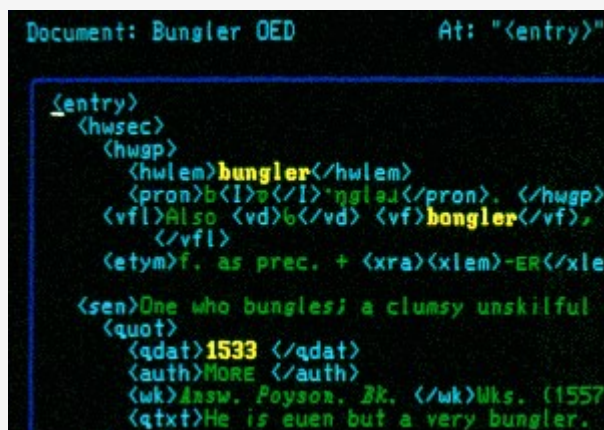 Document: Bungler OED At: "<entry>"
<entry>
<hwsec>
<hwgp>
<hwlem>bungler</hwlem>
<pron>b<I>ʊ</I>ˈŋgləɹ</pron>. </hwgp>
<vfl>Also <vd>6</vd> <vf>bongler</vf>,
</vfl>
<etym>f. as prec. + <xra><xlem>-ER</xle
<sen>One who bungles; a clumsy unskilful
<quot>
<qdat>1533 </qdat>
<auth>MORE </auth>
<wk>Answ. Poyson. Bk. </wk>Wks. (1557
<qtxt>He is euen but a very bungler.